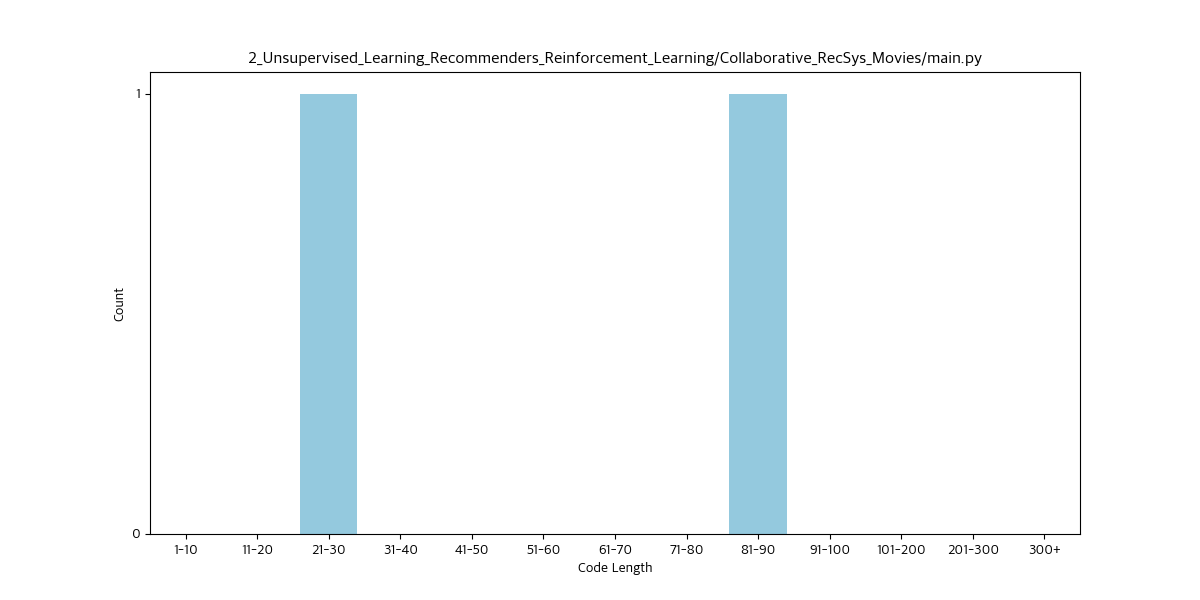 2_Unsupervised_Learning_Recommenders_Reinforcement_Learning/Collaborative_RecSys_Movies/main.py
1
Count
0
1-10 11-20 21-30 31-40 41-50 51-60 61-70 71-80 81-90 91-100 101-200 201-300 300+
Code Length